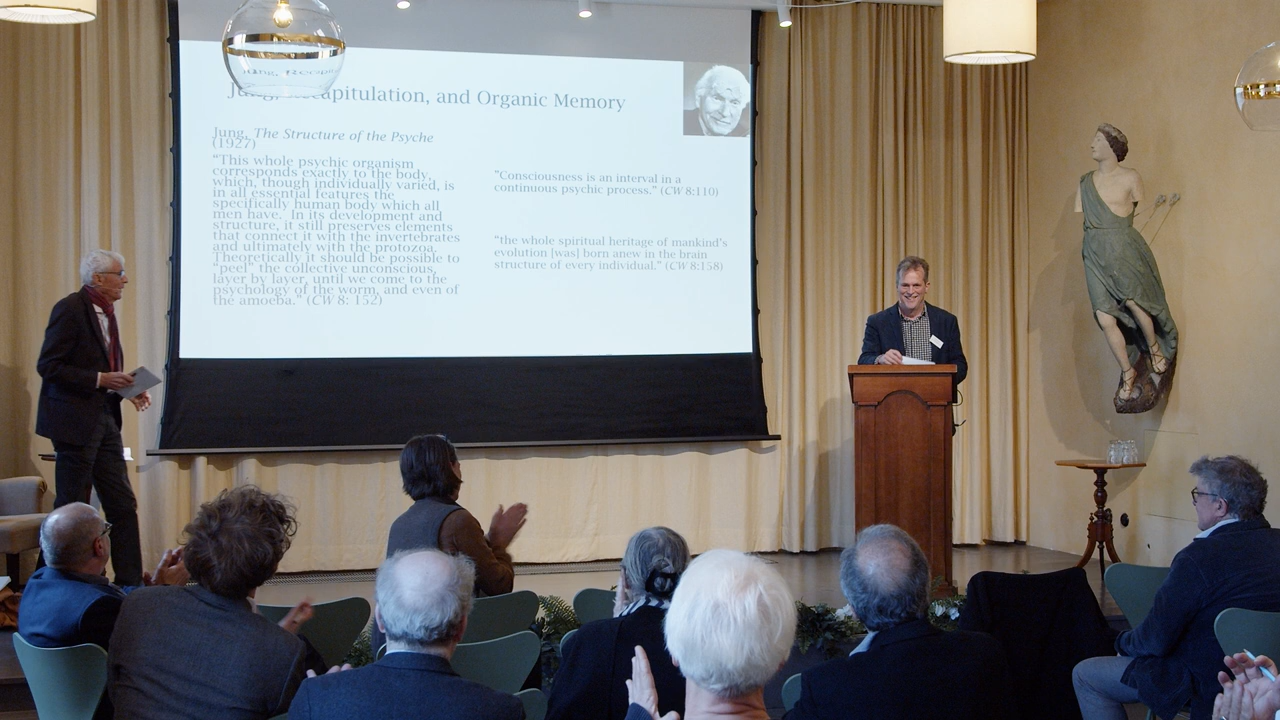 Jung, Recapitulation, and Organic Memory
Jung, The Structure of the Psyche
(1927)
"This whole psychic organism
corresponds exactly to the body,
which, though individually varied, is
in all essential features the
specifically human body which all
men have. In its development and
structure, it still preserves elements
that connect it with the invertebrates
and ultimately with the protozoa.
Theoretically it should be possible to
"peel" the collective unconscious,
layer by layer, until we come to the
psychology of the worm, and even of
the amoeba." (CW 8: 152)
"Consciousness is an interval in a
continuous psychic process." (CW 8:110)
"the whole spiritual heritage of mankind's
evolution [was] born anew in the brain
structure of every individual." (CW 8:158)